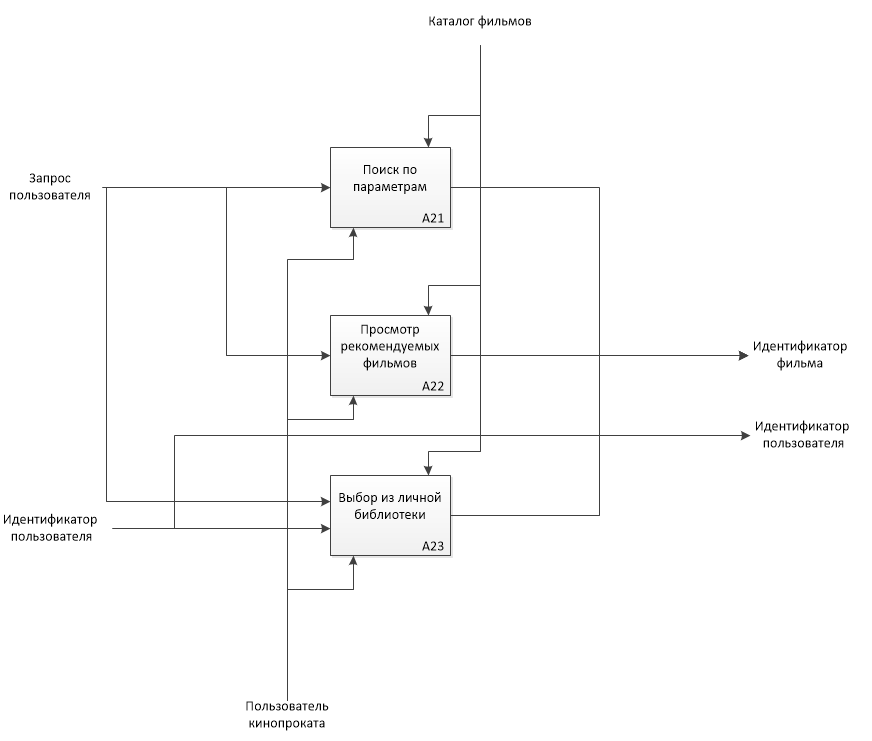 Каталог фильмов
Запрос
пользователя
Поиск по
параметрам
A21
Просмотр
рекомендуемых
фильмов
A22
Идентификатор
фильма
Идентификатор
пользователя
Идентификатор
пользователя
Выбор из личной
библиотеки
A23
Пользователь
кинопроката